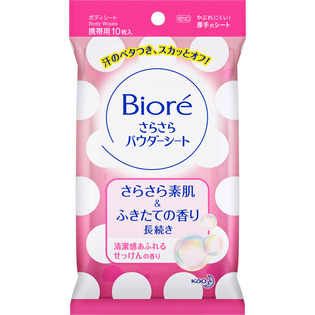 ボディシート
Body Wipes
携帯用10枚入
切り口
やぶれにくい!
厚手のシート
汗のベタつき、スカッとオフ!
Bioré
さらさら
パウダーシート
さらさら素肌
&
ふきたての香り
長続き
清潔感あふれる
せっけんの香り
Kao